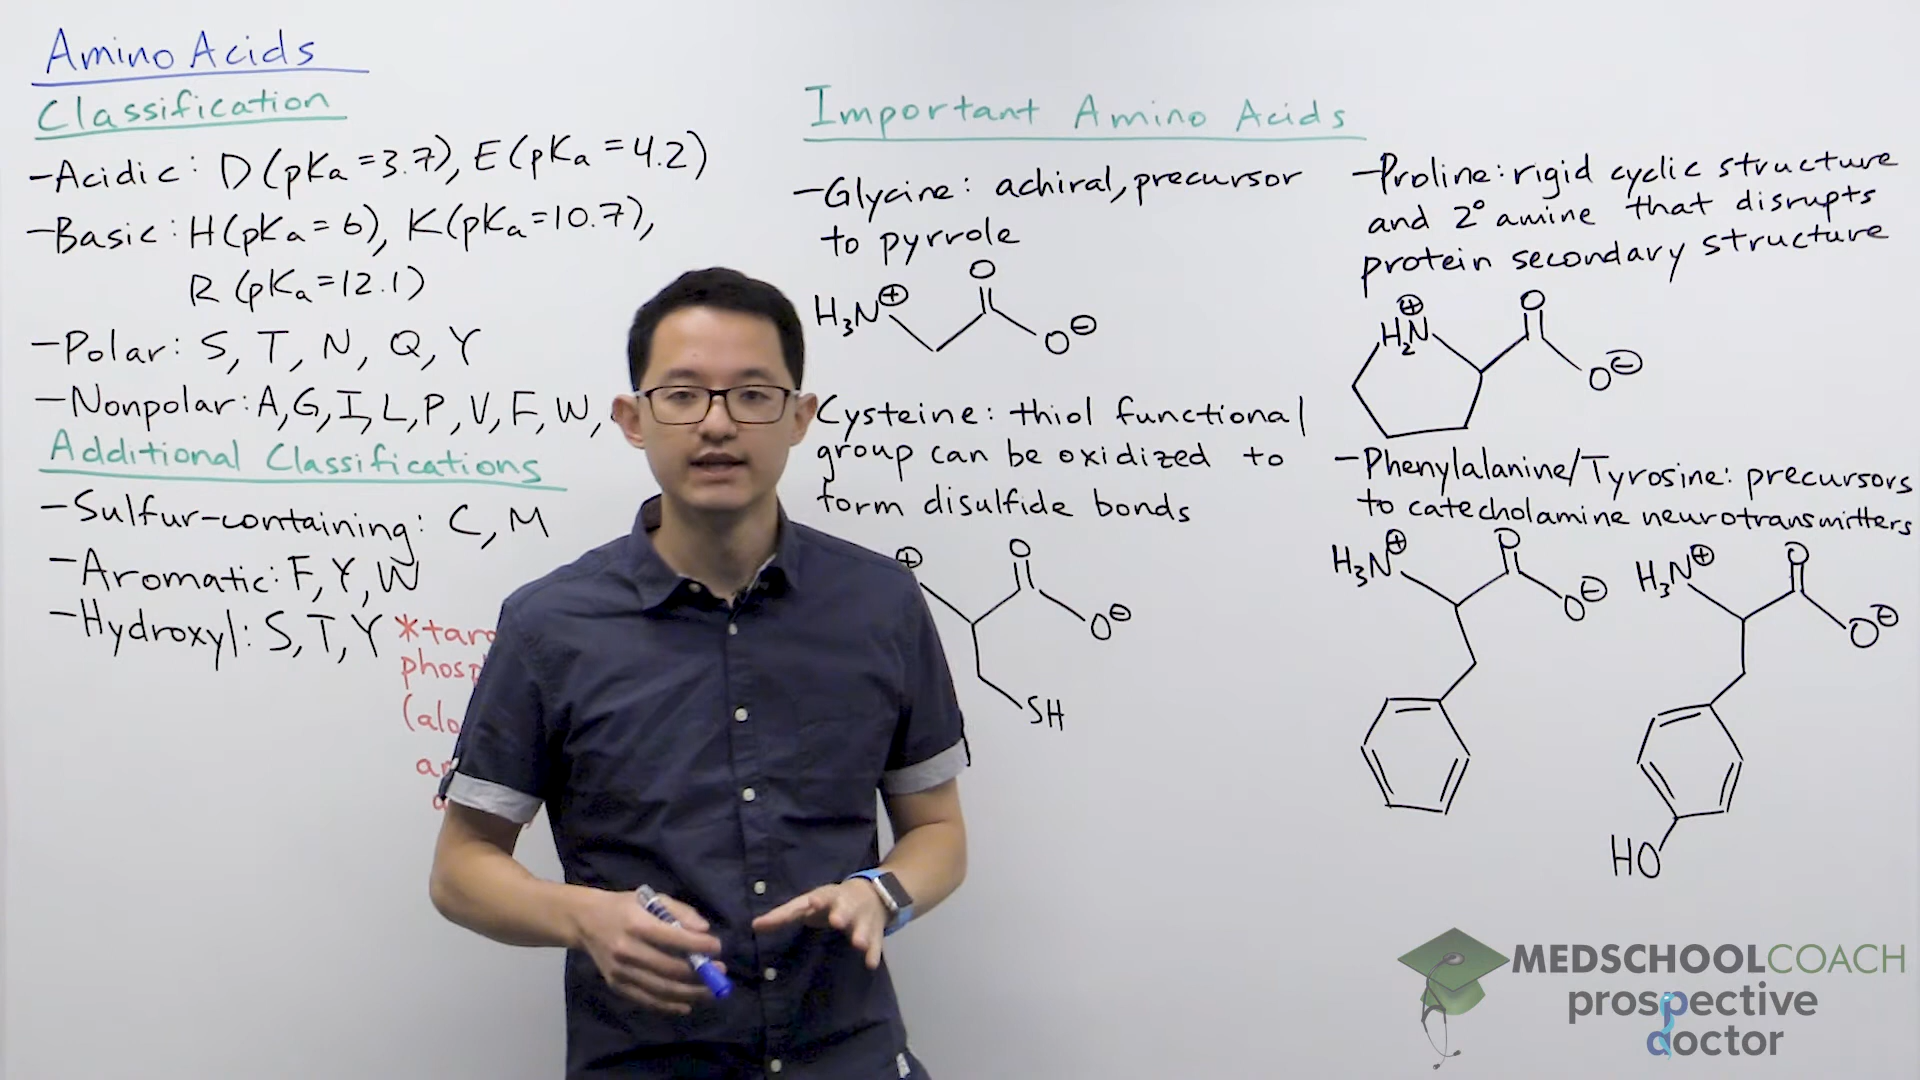 Amino Acids
Classification
-Acidic: D (pKa=3.7), E (pKa=4.2)
-Basic: H (pKa=6), K (pKa=10.7),
R (pKa=12.1)
-Polar: S, T, N, Q, Y
-Nonpolar: A, G, I, L, P, V, F, W,
Additional Classifications
-Sulfur-containing: C, M
-Aromatic: F, Y, W
-Hydroxyl: S, T, Y *
Important Amino Acids
-Glycine: achiral, precursor
to pyrrole
H3N⊕ O O⊖
Cysteine: thiol functional
group can be oxidized to
form disulfide bonds
⊕ O O⊖
SH
-Proline: rigid cyclic structure
and 2° amine that disrupts
protein secondary structure
H2N⊕ O O⊖
-Phenylalanine/Tyrosine: precursors
to catecholamine neurotransmitters
H3N⊕ O O⊖ H3N⊕ O O⊖
HO
MEDSCHOOLCOACH
prospective
doctor